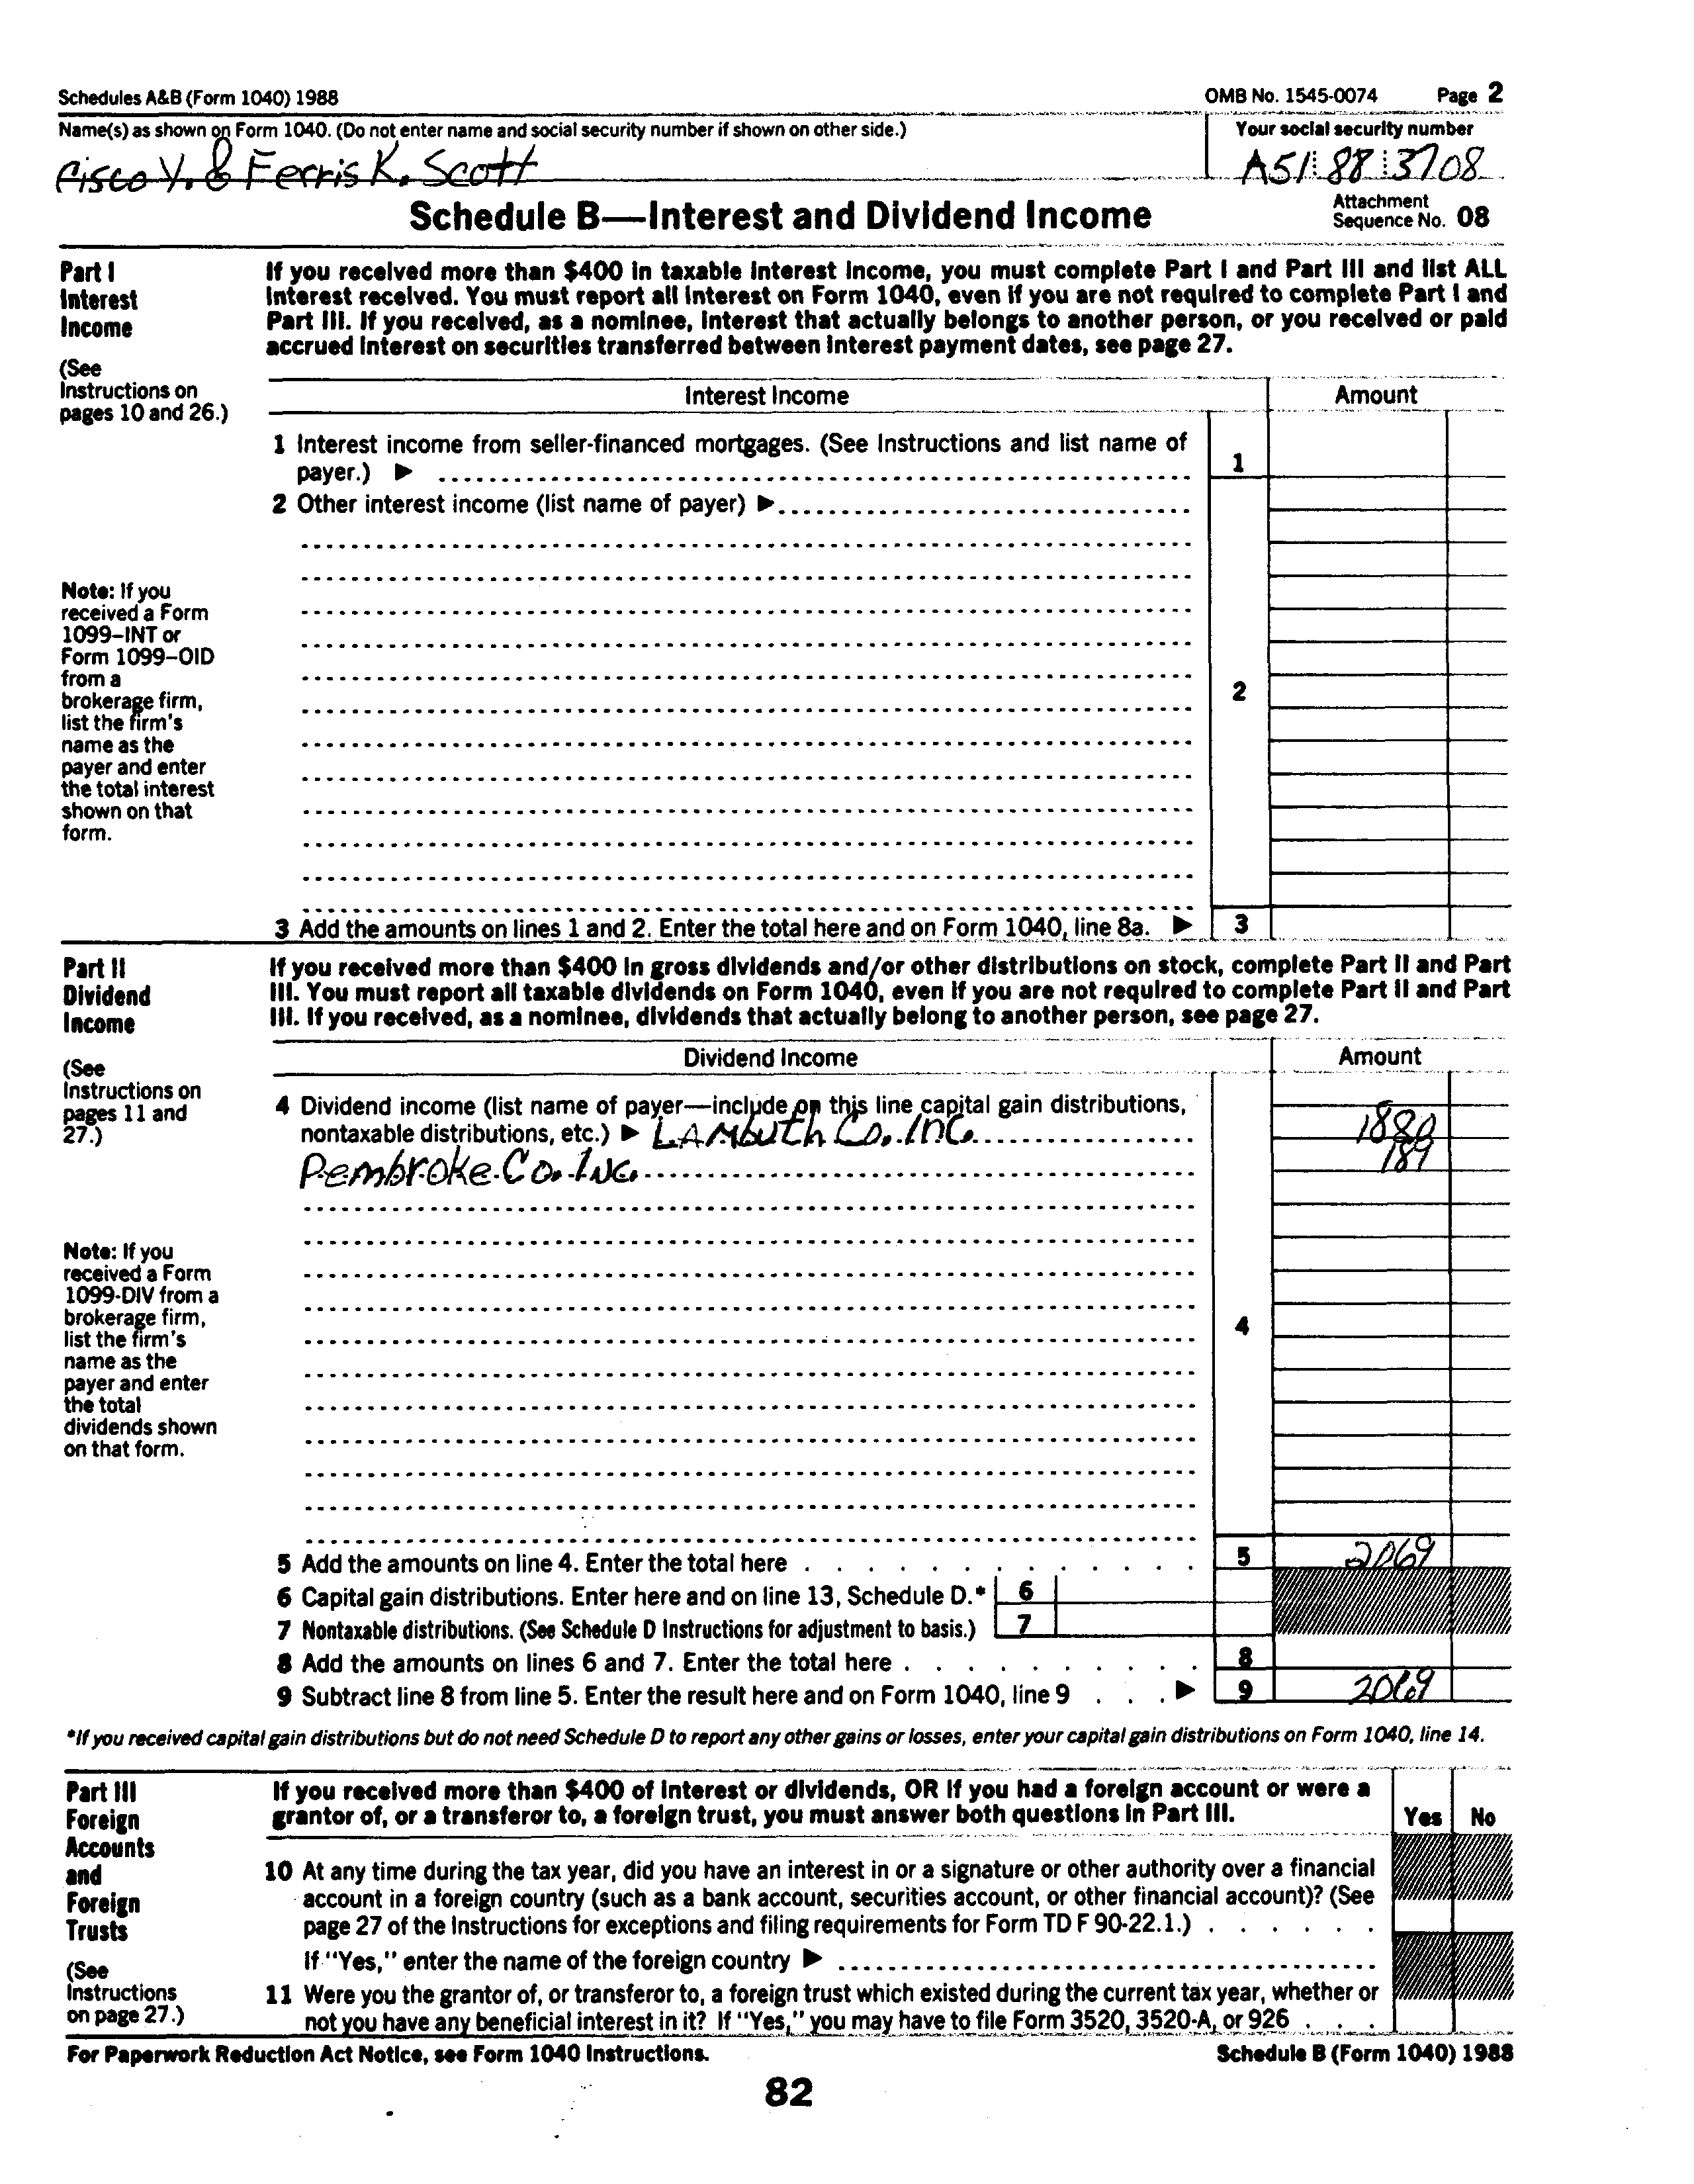 Schedules A&B (Form 1040) 1988 OMB No. 1545-0074 Page 2
Name(s) as shown on Form 1040. (Do not enter name and social security number if shown on other side.) Your social security number
Cisco V. & Ferris K. Scott A51 88 3708
Schedule B—Interest and Dividend Income Attachment Sequence No. 08
Part I
Interest
Income
(See
Instructions on
pages 10 and 26.)
If you received more than $400 in taxable interest income, you must complete Part I and Part III and list ALL
interest received. You must report all interest on Form 1040, even if you are not required to complete Part I and
Part III. If you received, as a nominee, interest that actually belongs to another person, or you received or paid
accrued interest on securities transferred between interest payment dates, see page 27.
Interest Income Amount
1 Interest income from seller-financed mortgages. (See Instructions and list name of
payer.) ▶ 1
2 Other interest income (list name of payer) ▶
2
Note: If you
received a Form
1099–INT or
Form 1099–OID
from a
brokerage firm,
list the firm's
name as the
payer and enter
the total interest
shown on that
form.
3 Add the amounts on lines 1 and 2. Enter the total here and on Form 1040, line 8a. ▶ 3
Part II
Dividend
Income
(See
Instructions on
pages 11 and
27.)
If you received more than $400 in gross dividends and/or other distributions on stock, complete Part II and Part
III. You must report all taxable dividends on Form 1040, even if you are not required to complete Part II and Part
III. If you received, as a nominee, dividends that actually belong to another person, see page 27.
Dividend Income Amount
4 Dividend income (list name of payer—include on this line capital gain distributions,
nontaxable distributions, etc.) ▶ LAMbuth Co. INC. 1880
Pembroke Co. Inc. 189
4
Note: If you
received a Form
1099-DIV from a
brokerage firm,
list the firm's
name as the
payer and enter
the total
dividends shown
on that form.
5 Add the amounts on line 4. Enter the total here . . . . . . . . . . . . . 5 2069
6 Capital gain distributions. Enter here and on line 13, Schedule D.* 6
7 Nontaxable distributions. (See Schedule D Instructions for adjustment to basis.) 7
8 Add the amounts on lines 6 and 7. Enter the total here . . . . . . . . . . 8
9 Subtract line 8 from line 5. Enter the result here and on Form 1040, line 9 . . . ▶ 9 2069
*If you received capital gain distributions but do not need Schedule D to report any other gains or losses, enter your capital gain distributions on Form 1040, line 14.
Part III
Foreign
Accounts
and
Foreign
Trusts
(See
Instructions
on page 27.)
If you received more than $400 of interest or dividends, OR if you had a foreign account or were a
grantor of, or a transferor to, a foreign trust, you must answer both questions in Part III. Yes No
10 At any time during the tax year, did you have an interest in or a signature or other authority over a financial
account in a foreign country (such as a bank account, securities account, or other financial account)? (See
page 27 of the Instructions for exceptions and filing requirements for Form TD F 90-22.1.) . . . . . .
If "Yes," enter the name of the foreign country ▶
11 Were you the grantor of, or transferor to, a foreign trust which existed during the current tax year, whether or
not you have any beneficial interest in it? If "Yes," you may have to file Form 3520, 3520-A, or 926 . . .
For Paperwork Reduction Act Notice, see Form 1040 Instructions. Schedule B (Form 1040) 1988
82